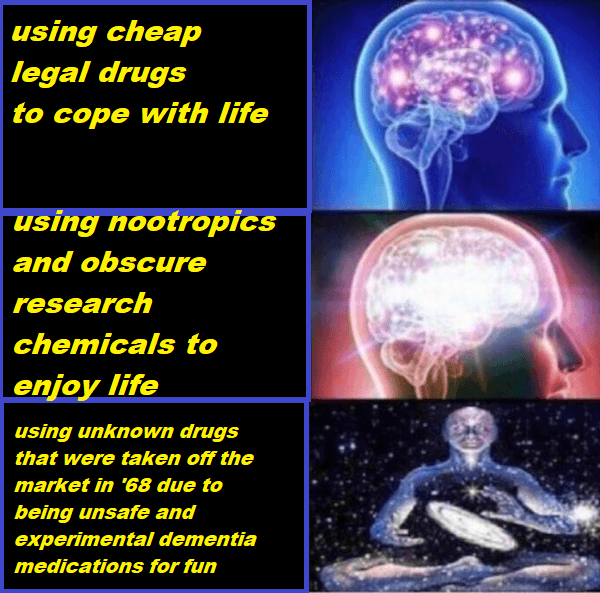 using cheap
legal drugs
to cope with life
using nootropics
and obscure
research
chemicals to
enjoy life
using unknown drugs
that were taken off the
market in '68 due to
being unsafe and
experimental dementia
medications for fun